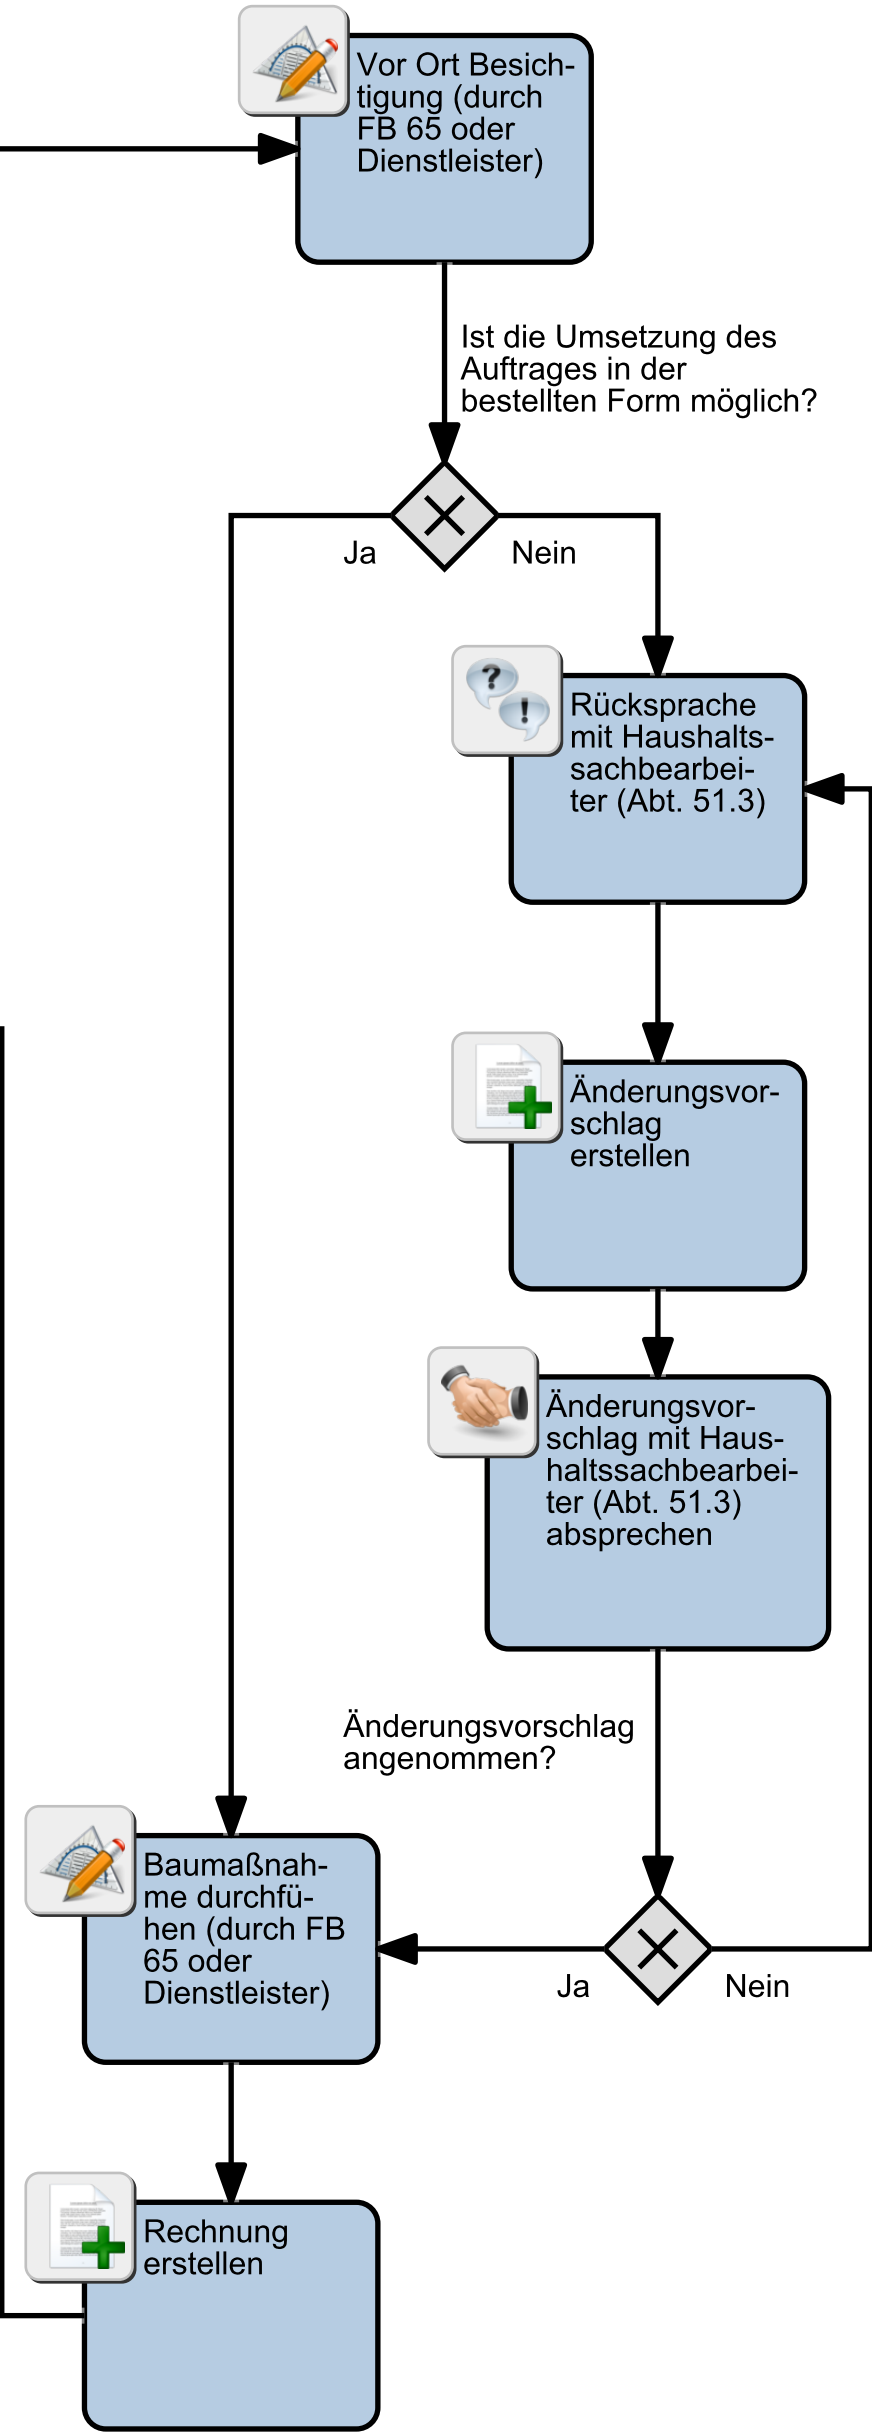 Vor Ort Besich-
tigung (durch
FB 65 oder
Dienstleister)
Ist die Umsetzung des
Auftrages in der
bestellten Form möglich?
Ja
Nein
Rücksprache
mit Haushalts-
sachbearbei-
ter (Abt. 51.3)
Änderungsvor-
schlag
erstellen
Änderungsvor-
schlag mit Haus-
haltssachbearbei-
ter (Abt. 51.3)
absprechen
Änderungsvorschlag
angenommen?
Ja
Nein
Baumaßnah-
me durchfü-
hen (durch FB
65 oder
Dienstleister)
Rechnung
erstellen